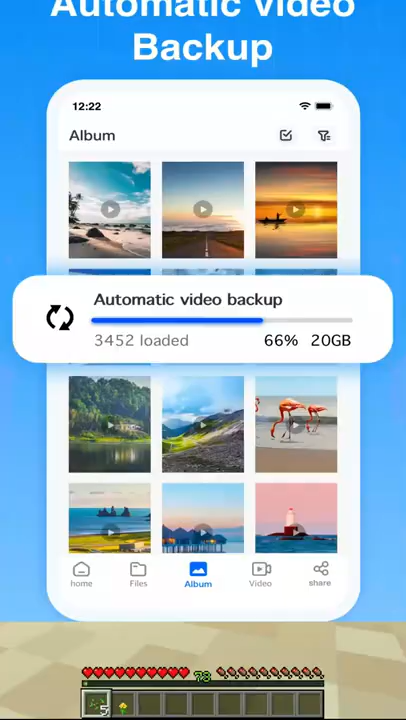 Automatic Video
Backup
12:22
Album
Automatic video backup
3452 loaded 66% 20GB
home Files Album Video share
78
5